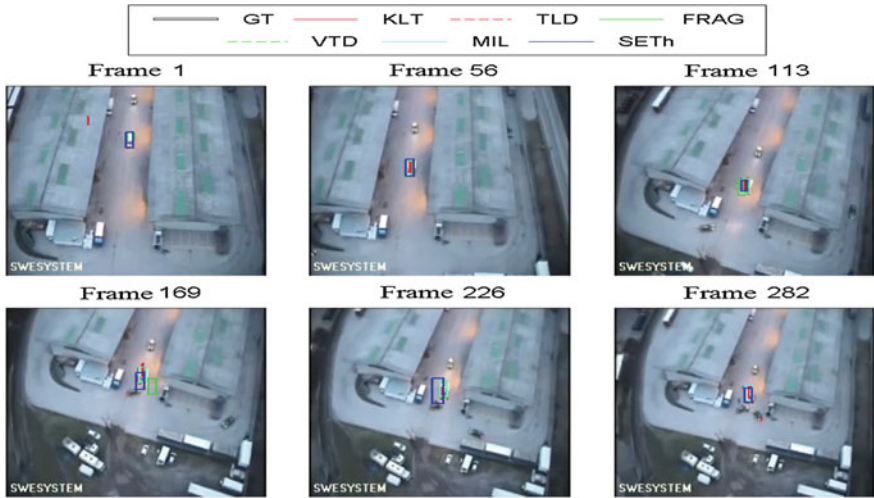 GT KLT TLD FRAG
VTD MIL SETh
Frame 1 Frame 56 Frame 113
SWESYSTEM SWESYSTEM SWESYSTEM
Frame 169 Frame 226 Frame 282
SWESYSTEM SWESYSTEM SWESYSTEM